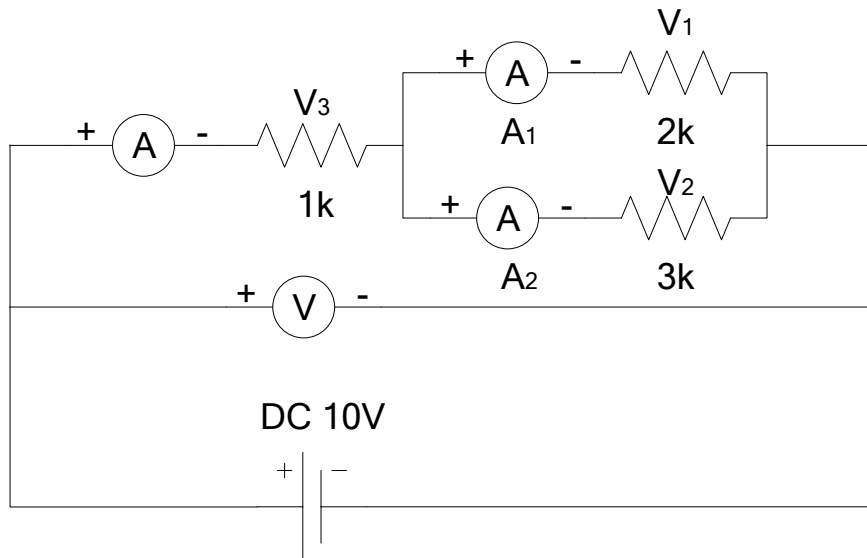 V1
+ A -
V3
A1
2k
+ A -
V2
1k
+ A -
A2
3k
+ V -
DC 10V
+ -